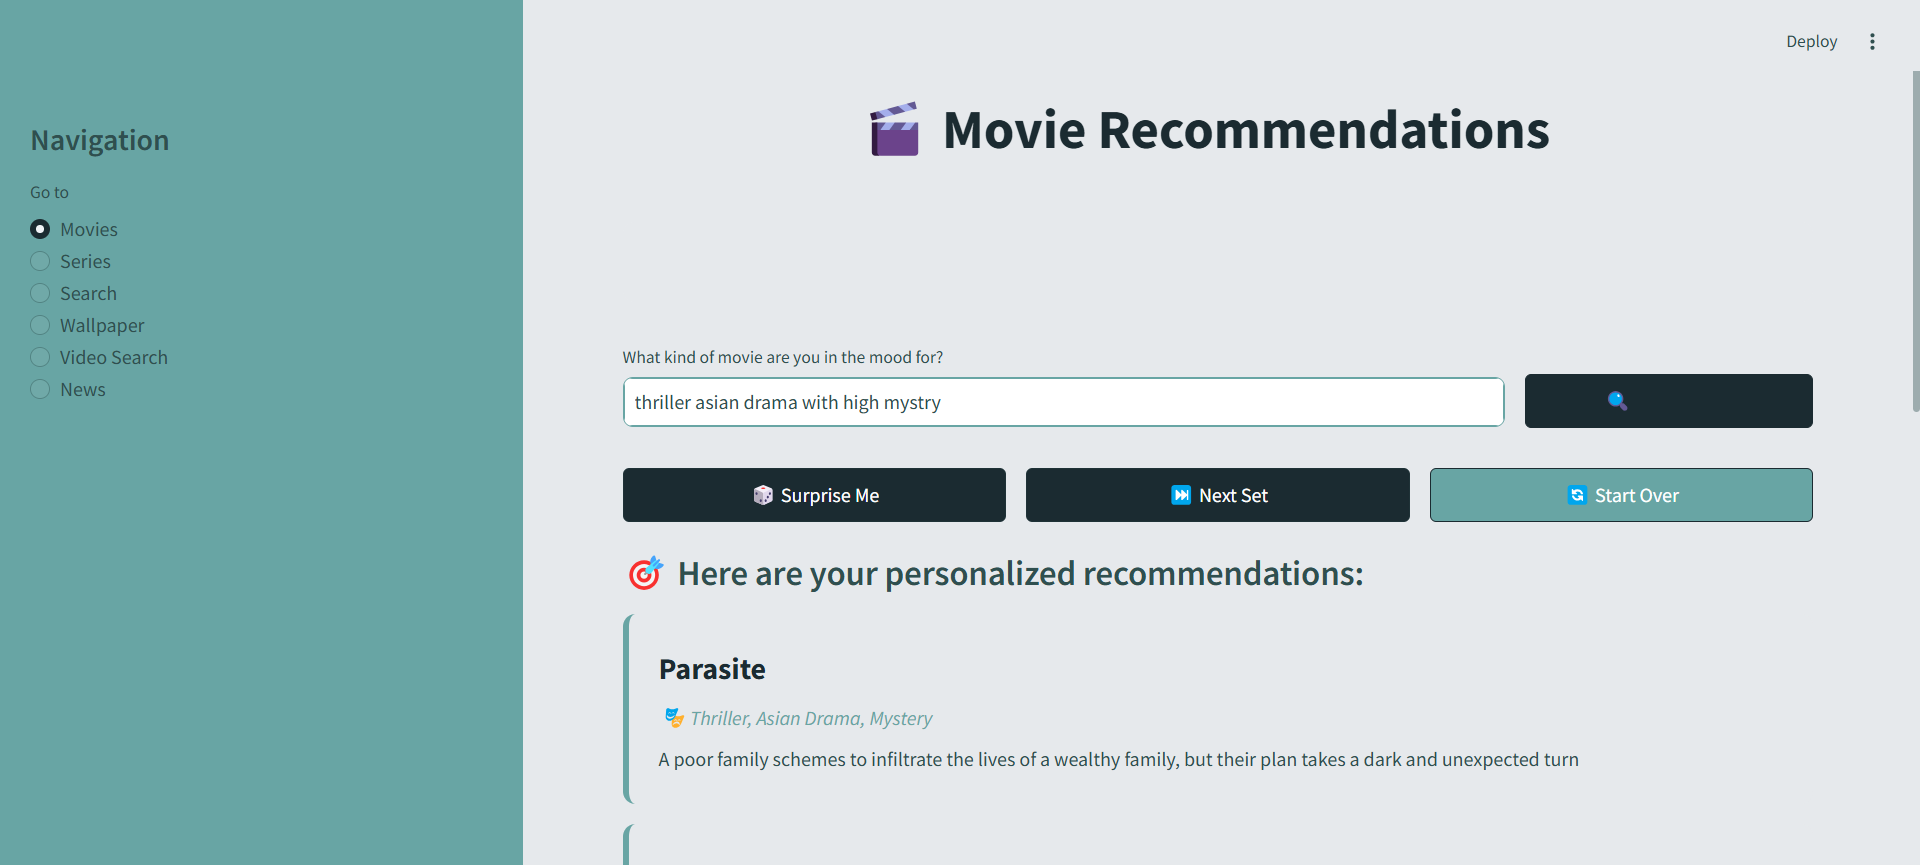 Deploy
Navigation
Go to
Movies
Series
Search
Wallpaper
Video Search
News
Movie Recommendations
What kind of movie are you in the mood for?
thriller asian drama with high mystry
Surprise Me
Next Set
Start Over
Here are your personalized recommendations:
Parasite
Thriller, Asian Drama, Mystery
A poor family schemes to infiltrate the lives of a wealthy family, but their plan takes a dark and unexpected turn